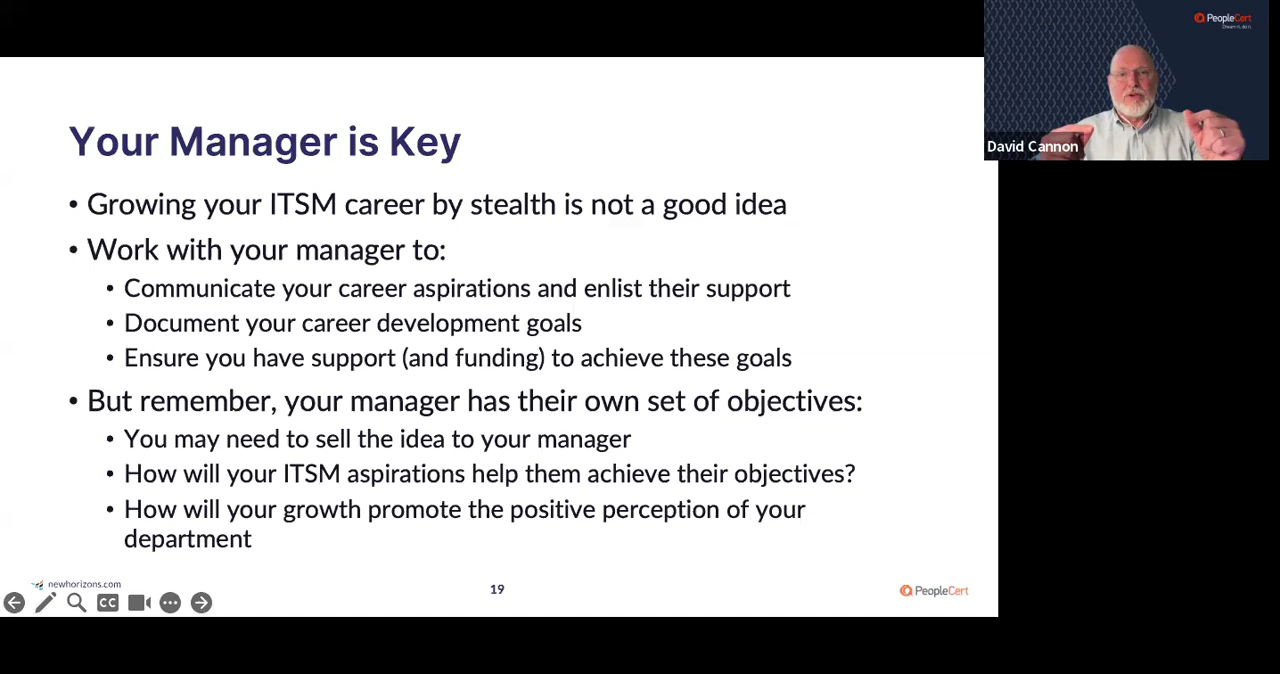 PeopleCert
David Cannon
Your Manager is Key
• Growing your ITSM career by stealth is not a good idea
• Work with your manager to:
• Communicate your career aspirations and enlist their support
• Document your career development goals
• Ensure you have support (and funding) to achieve these goals
• But remember, your manager has their own set of objectives:
• You may need to sell the idea to your manager
• How will your ITSM aspirations help them achieve their objectives?
• How will your growth promote the positive perception of your
department
newhorizons.com
CC
19
PeopleCert